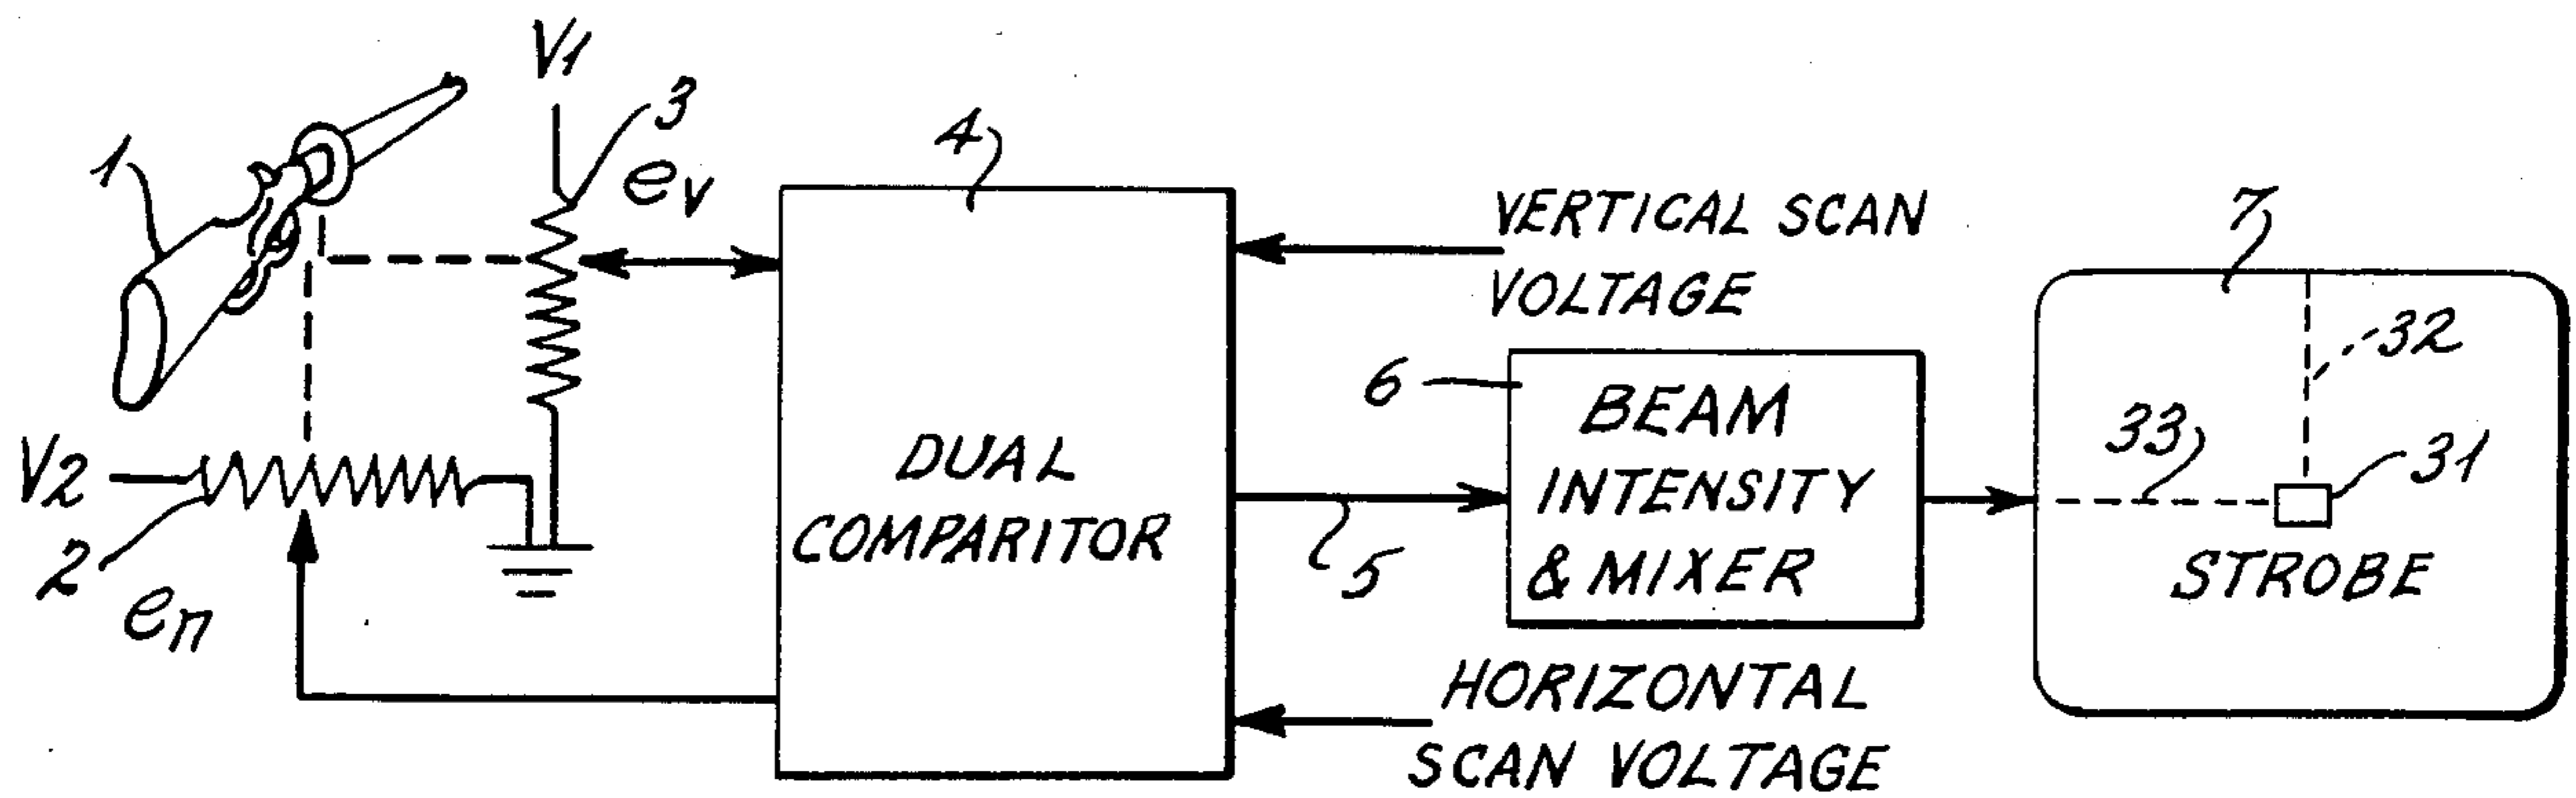 V1
3
1
ev
4
VERTICAL SCAN
VOLTAGE
7
32
6
BEAM
INTENSITY
& MIXER
33
31
V2
DUAL
COMPARITOR
5
STROBE
2
en
HORIZONTAL
SCAN VOLTAGE